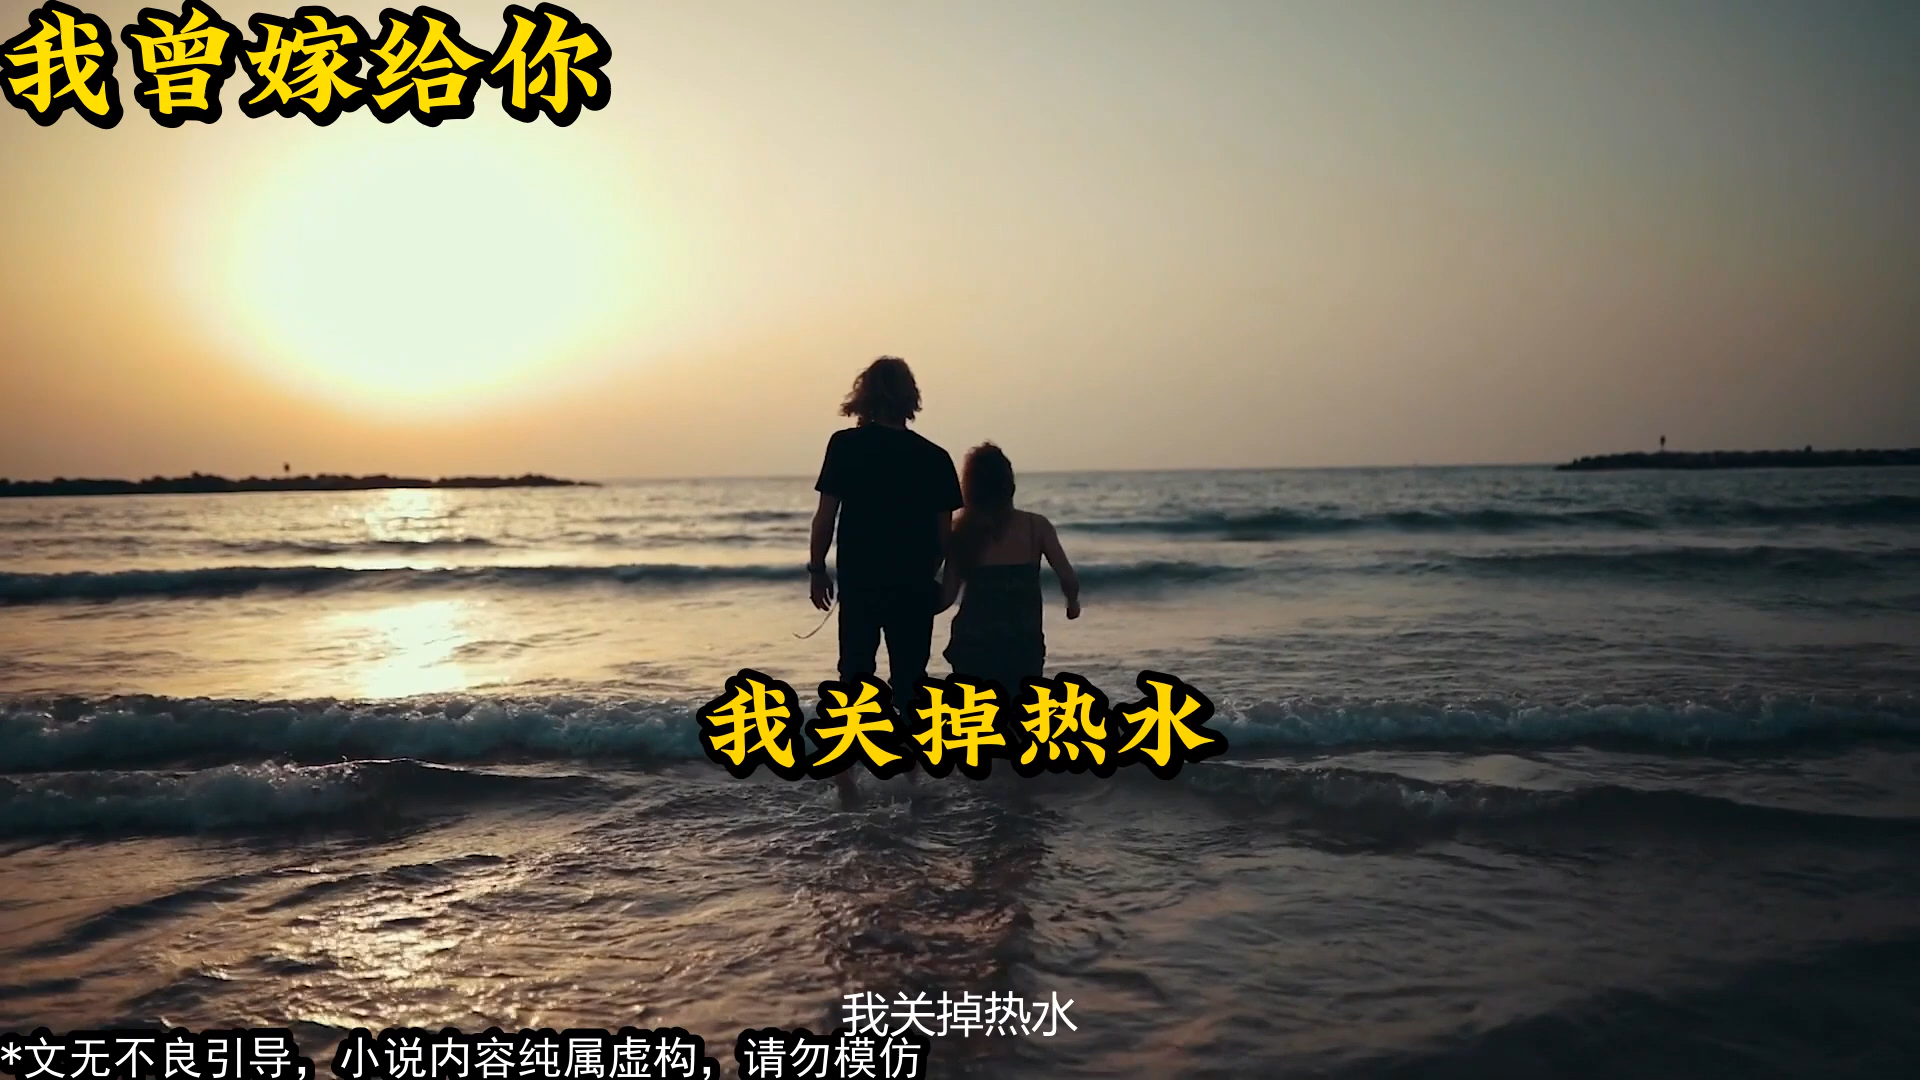 我曾嫁给你
我关掉热水
我关掉热水
*文无不良引导，小说内容纯属虚构，请勿模仿